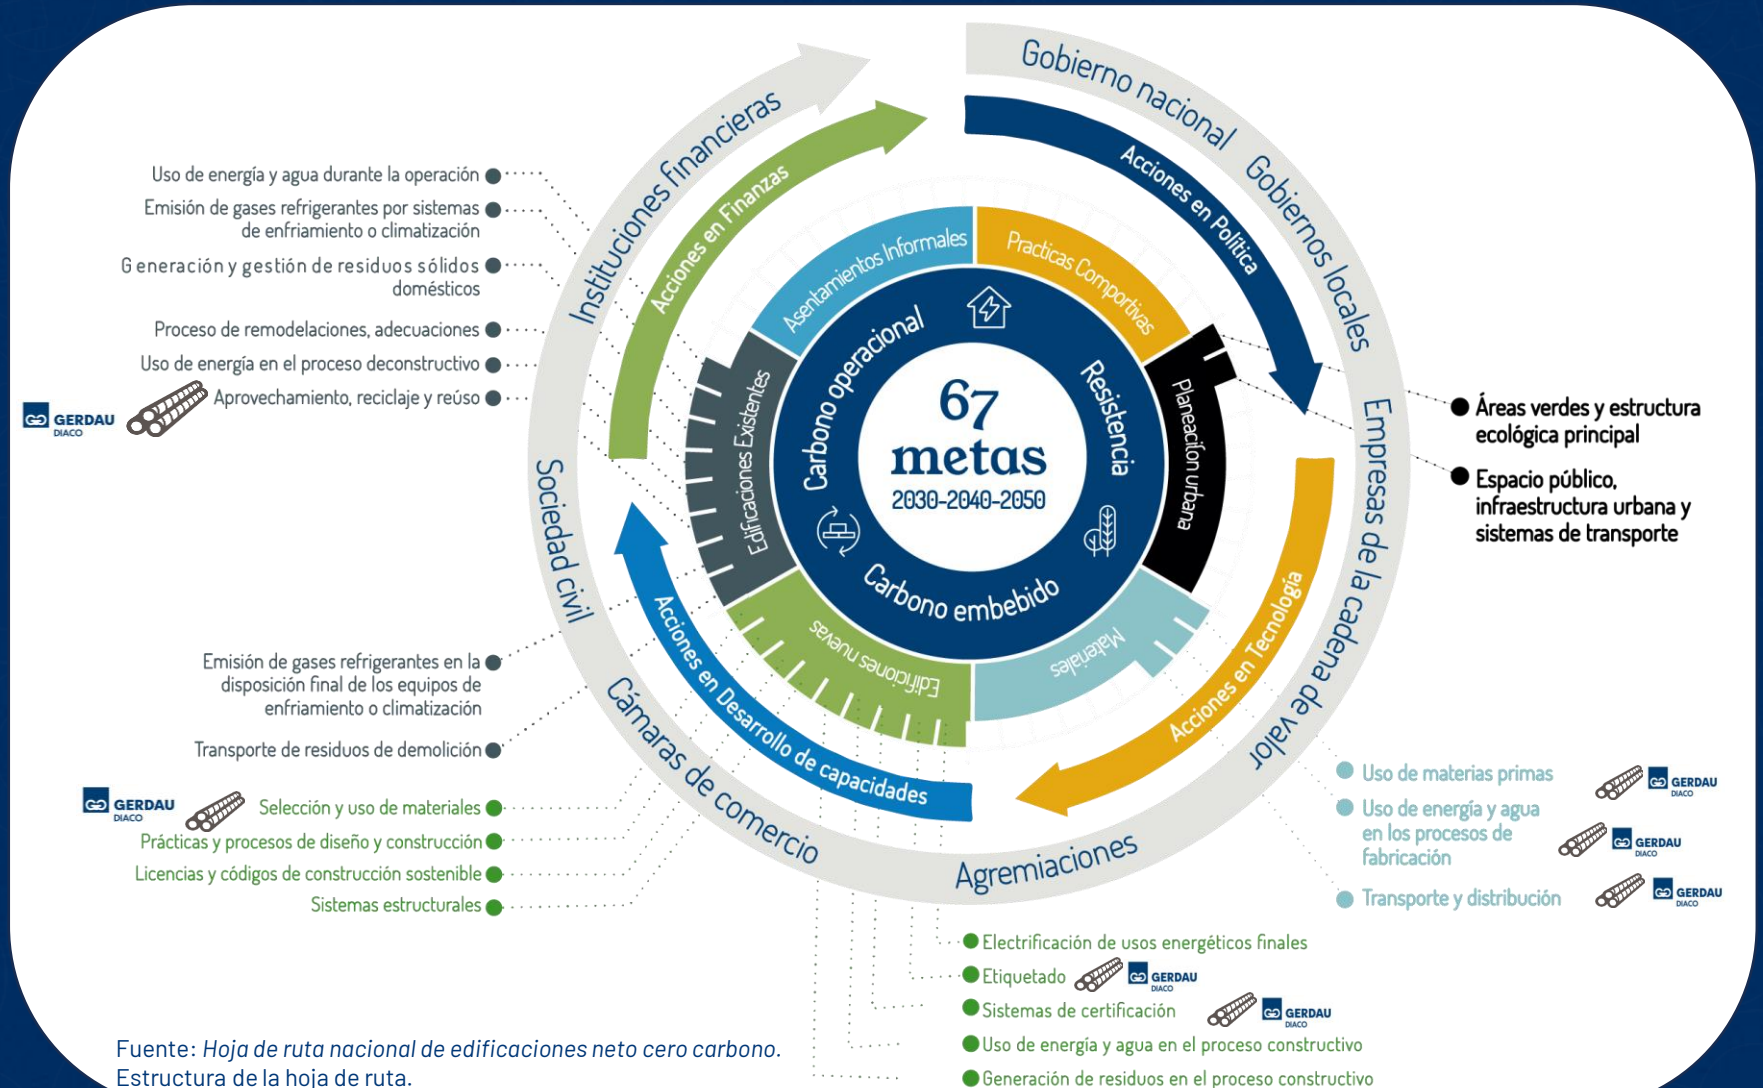 Gobierno nacional
Gobiernos locales
Empresas de la cadena de valor
Agremiaciones
Cámaras de comercio
Sociedad civil
Instituciones financieras
Acciones en Política
Acciones en Tecnología
Acciones en Desarrollo de capacidades
Acciones en Finanzas
Asentamientos Informales
Practicas Comportivas
Planeacifon urbana
Materiales
Edificiones nuevas
Edificaciones Existentes
Carbono operacional
Resistencia
Carbono embebido
67
metas
2030-2040-2050
Uso de energía y agua durante la operación
Emisión de gases refrigerantes por sistemas
de enfriamiento o climatización
Generación y gestión de residuos sólidos
domésticos
Proceso de remodelaciones, adecuaciones
Uso de energía en el proceso deconstructivo
Aprovechamiento, reciclaje y reúso
GERDAU
DIACO
Emisión de gases refrigerantes en la
disposición final de los equipos de
enfriamiento o climatización
Transporte de residuos de demolición
GERDAU
DIACO
Selección y uso de materiales
Prácticas y procesos de diseño y construcción
Licencias y códigos de construcción sostenible
Sistemas estructurales
Áreas verdes y estructura
ecológica principal
Espacio público,
infraestructura urbana y
sistemas de transporte
Uso de materias primas
GERDAU
DIACO
Uso de energía y agua
en los procesos de
fabricación
GERDAU
DIACO
Transporte y distribución
GERDAU
DIACO
Electrificación de usos energéticos finales
Etiquetado
GERDAU
DIACO
Sistemas de certificación
GERDAU
DIACO
Uso de energía y agua en el proceso constructivo
Generación de residuos en el proceso constructivo
Fuente: Hoja de ruta nacional de edificaciones neto cero carbono.
Estructura de la hoja de ruta.